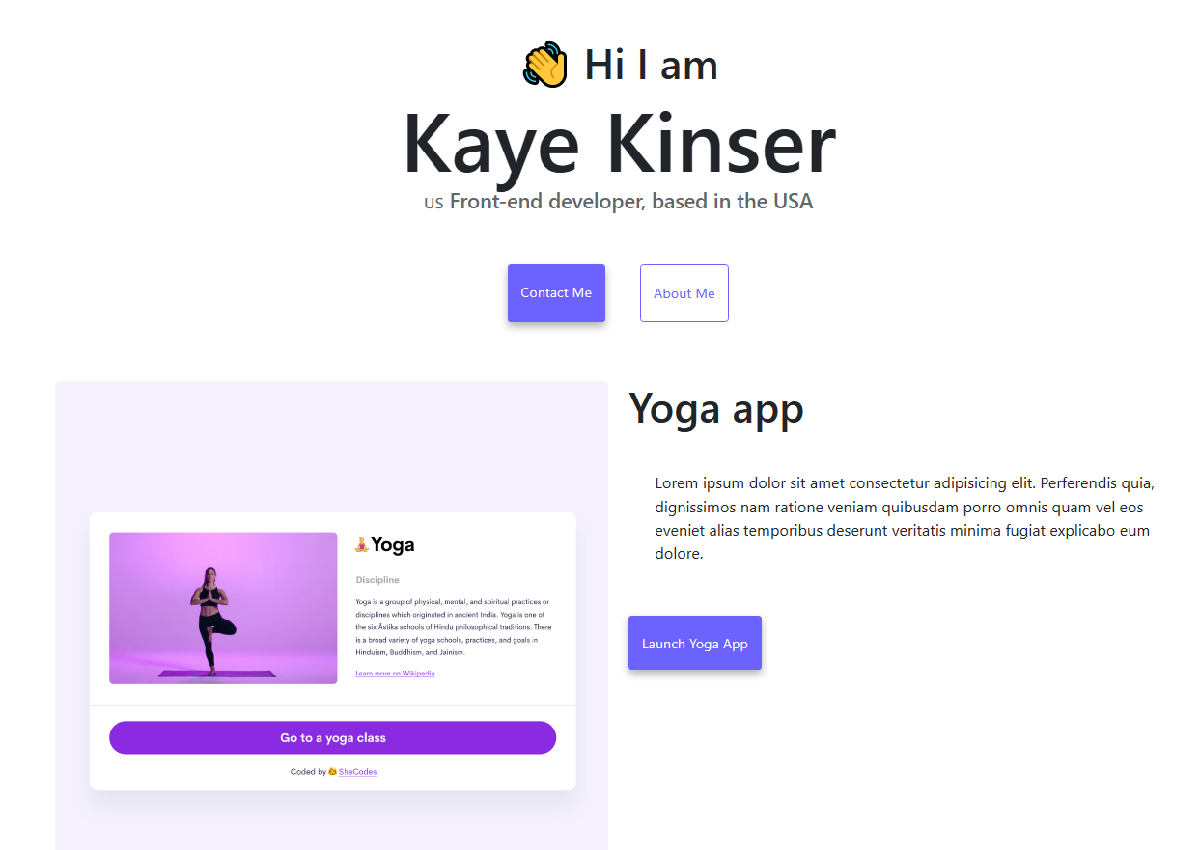 Hi I am
Kaye Kinser
us Front-end developer, based in the USA
Contact Me
About Me
Yoga app
Lorem ipsum dolor sit amet consectetur adipisicing elit. Perferendis quia,
dignissimos nam ratione veniam quibusdam porro omnis quam vel eos
eveniet alias temporibus deserunt veritatis minima fugiat explicabo eum
dolore.
Launch Yoga App
Yoga
Discipline
Yoga is a group of physical, mental, and spiritual practices or
disciplines which originated in ancient India. Yoga is one of
the six Āstika schools of Hindu philosophical traditions. There
is a broad variety of yoga schools, practices, and goals in
Hinduism, Buddhism, and Jainism.
Learn more on Wikipedia
Go to a yoga class
Coded by SheCodes